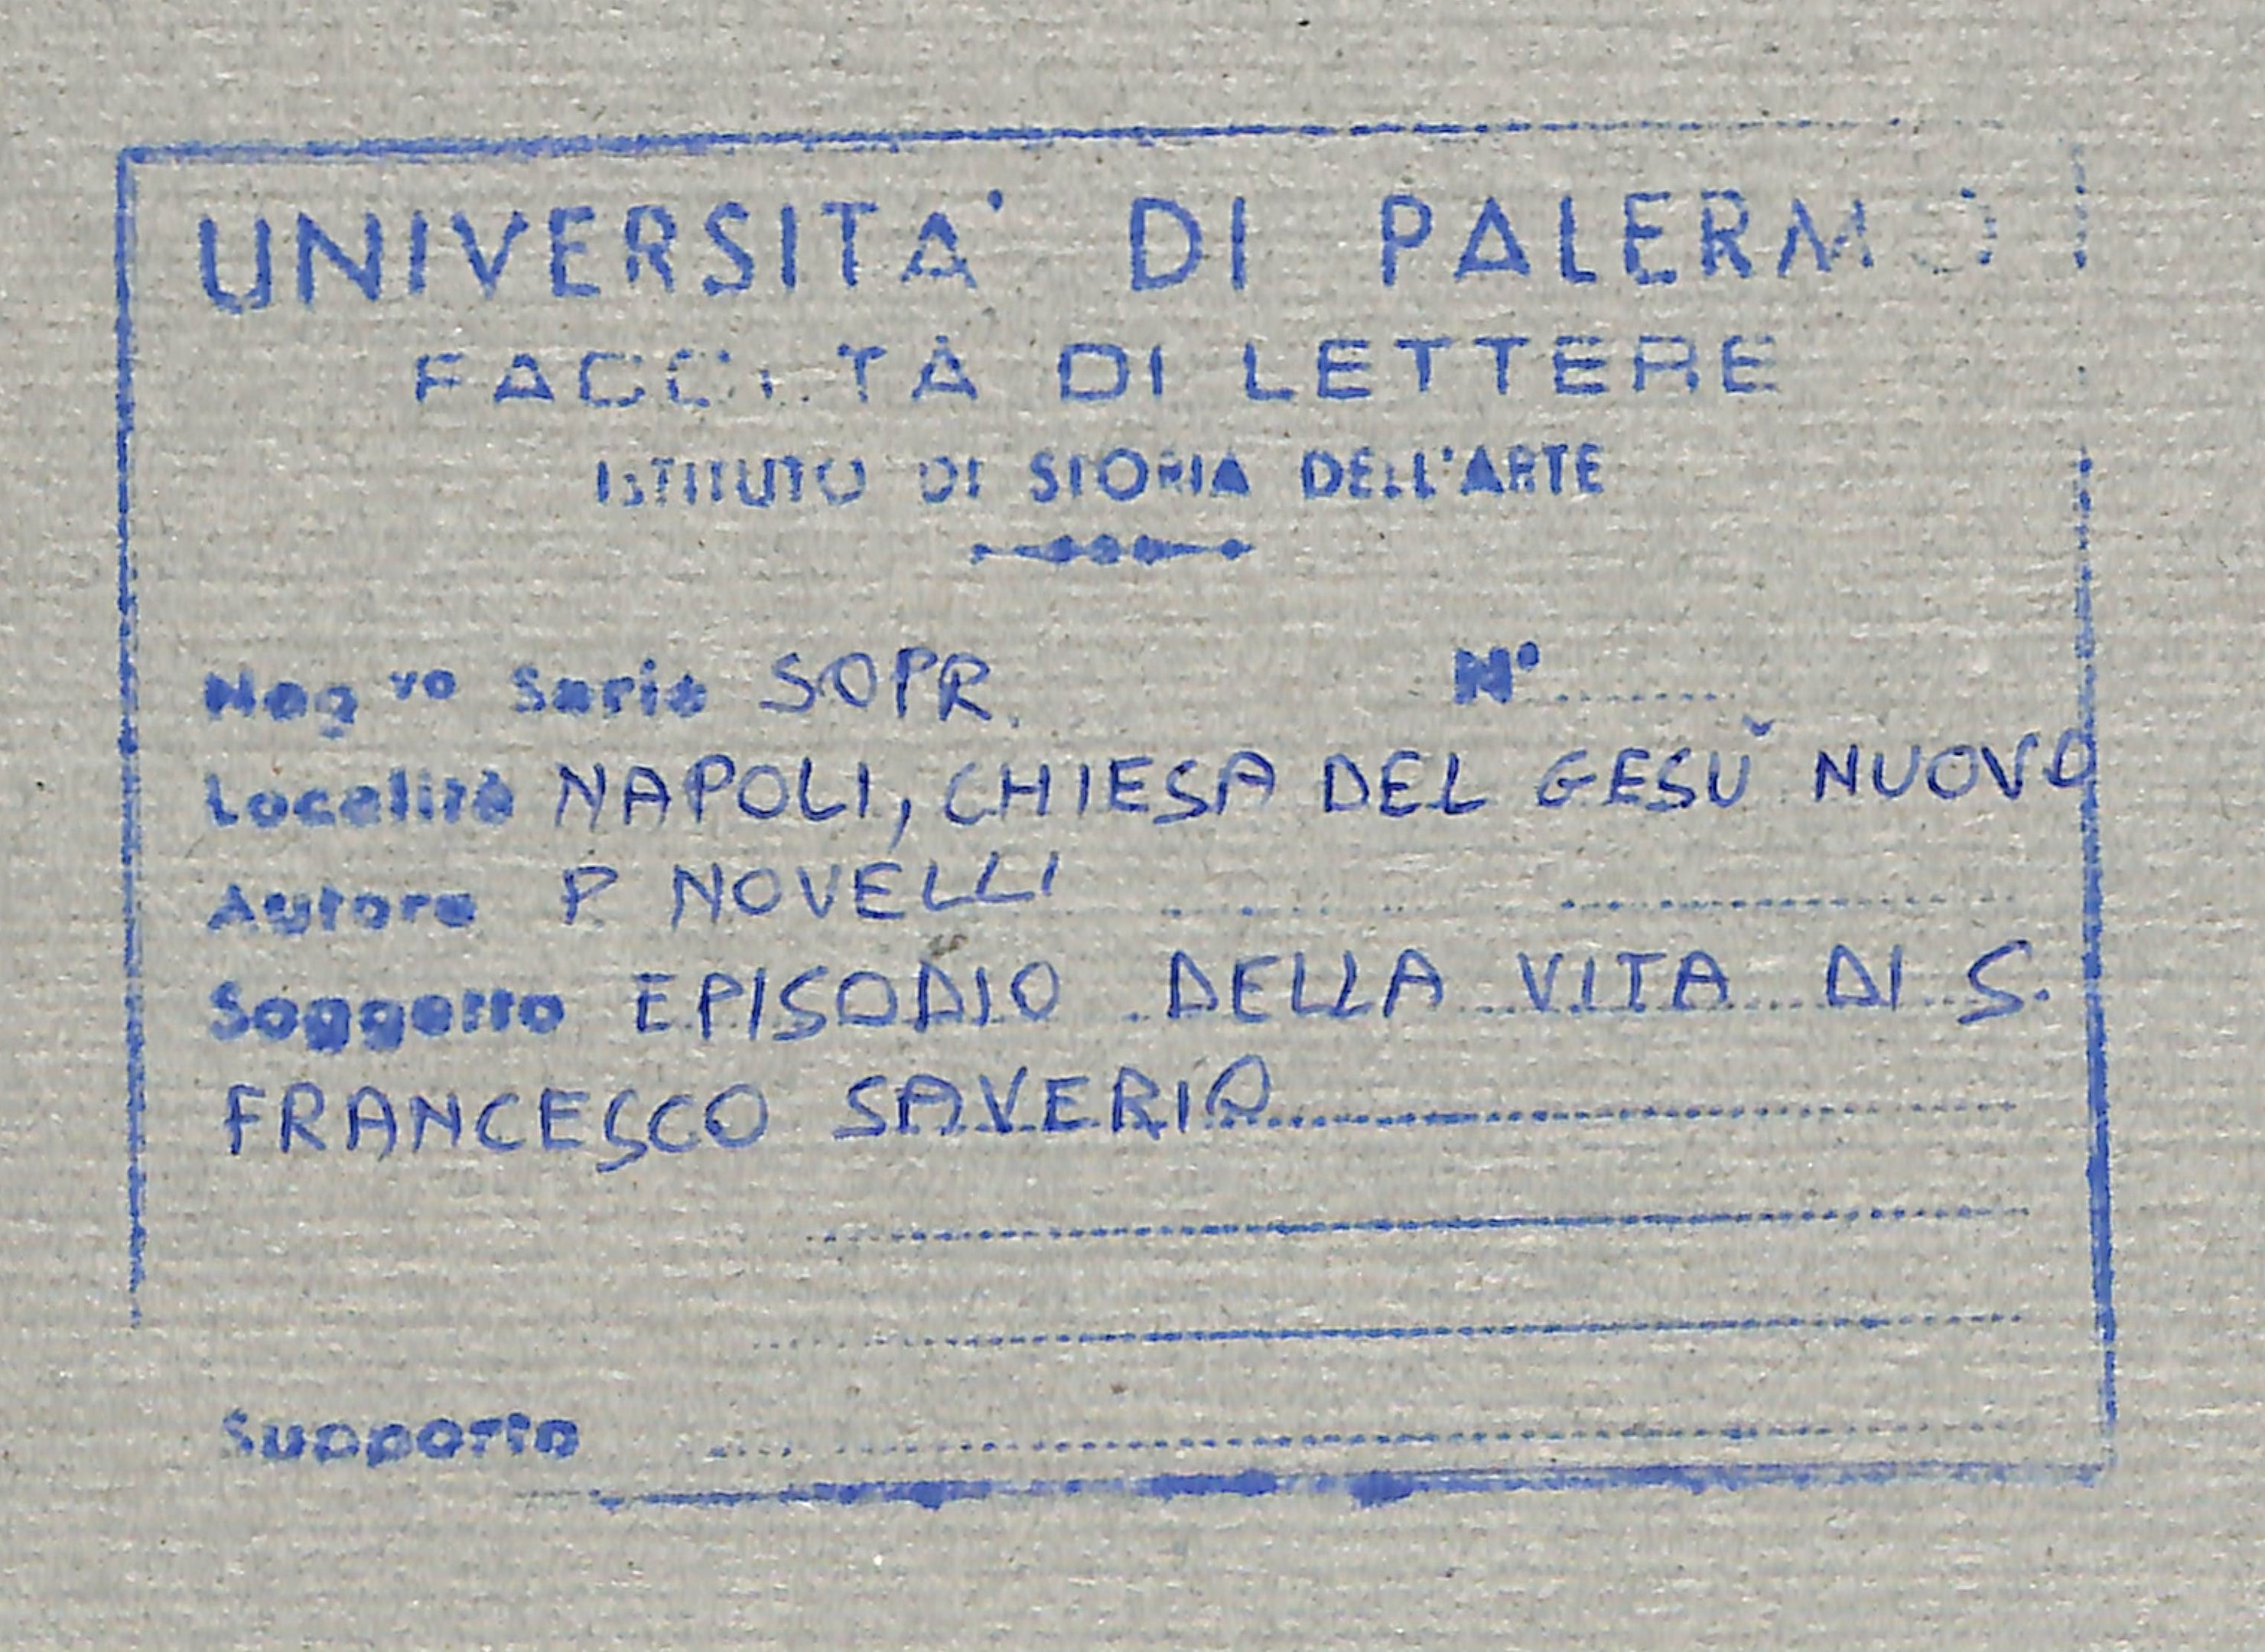 UNIVERSITA' DI PALERMO
FACOLTÀ DI LETTERE
ISTITUTO DI STORIA DELL'ARTE
Neg.vo Serie SOPR. N°
Località NAPOLI, CHIESA DEL GESÙ NUOVO
Autore P. NOVELLI
Soggetto EPISODIO DELLA VITA DI S.
FRANCESCO SAVERIO
Supporto